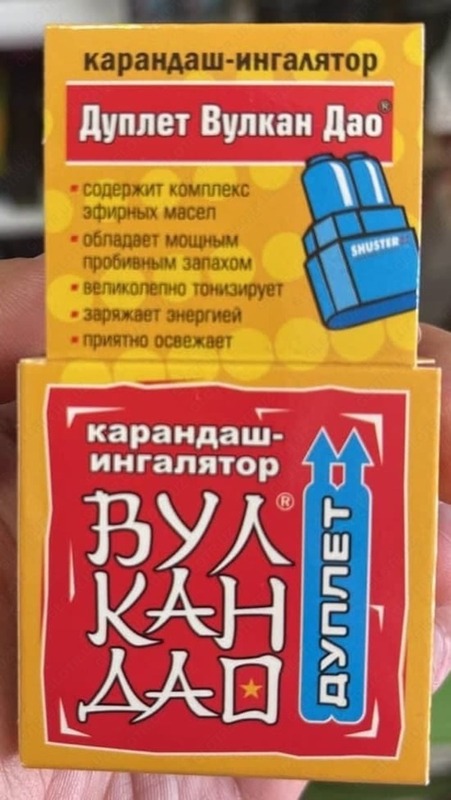 карандаш-ингалятор
Дуплет Вулкан Дао®
содержит комплекс
эфирных масел
обладает мощным
пробивным запахом
великолепно тонизирует
заряжает энергией
приятно освежает
SHUSTER
карандаш-
ингалятор
ВУЛ®
КАН
ДАО
ДУПЛЕТ